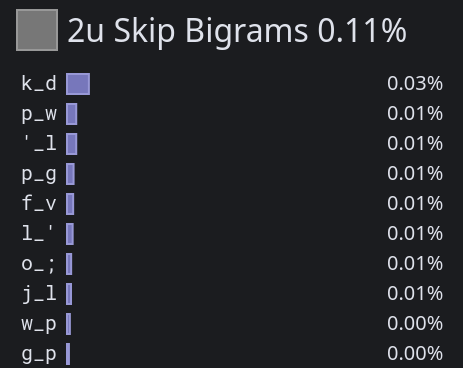 2u Skip Bigrams 0.11%
k_d 0.03%
p_w 0.01%
'_l 0.01%
p_g 0.01%
f_v 0.01%
l_' 0.01%
o_; 0.01%
j_l 0.01%
w_p 0.00%
g_p 0.00%